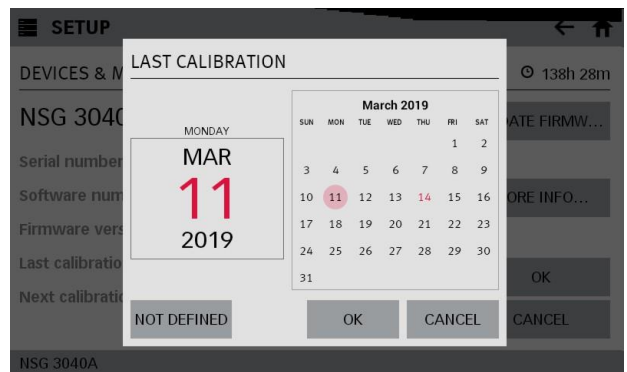 SETUP
DEVICES & M
138h 28m
LAST CALIBRATION
NSG 3040
ATE FIRMW...
MONDAY
MAR
11
2019
March 2019
SUN MON TUE WED THU FRI SAT
1 2
3 4 5 6 7 8 9
10 11 12 13 14 15 16
17 18 19 20 21 22 23
24 25 26 27 28 29 30
31
Serial number
Software num
ORE INFO...
Firmware vers
Last calibratio
OK
Next calibratio
NOT DEFINED
OK
CANCEL
CANCEL
NSG 3040A